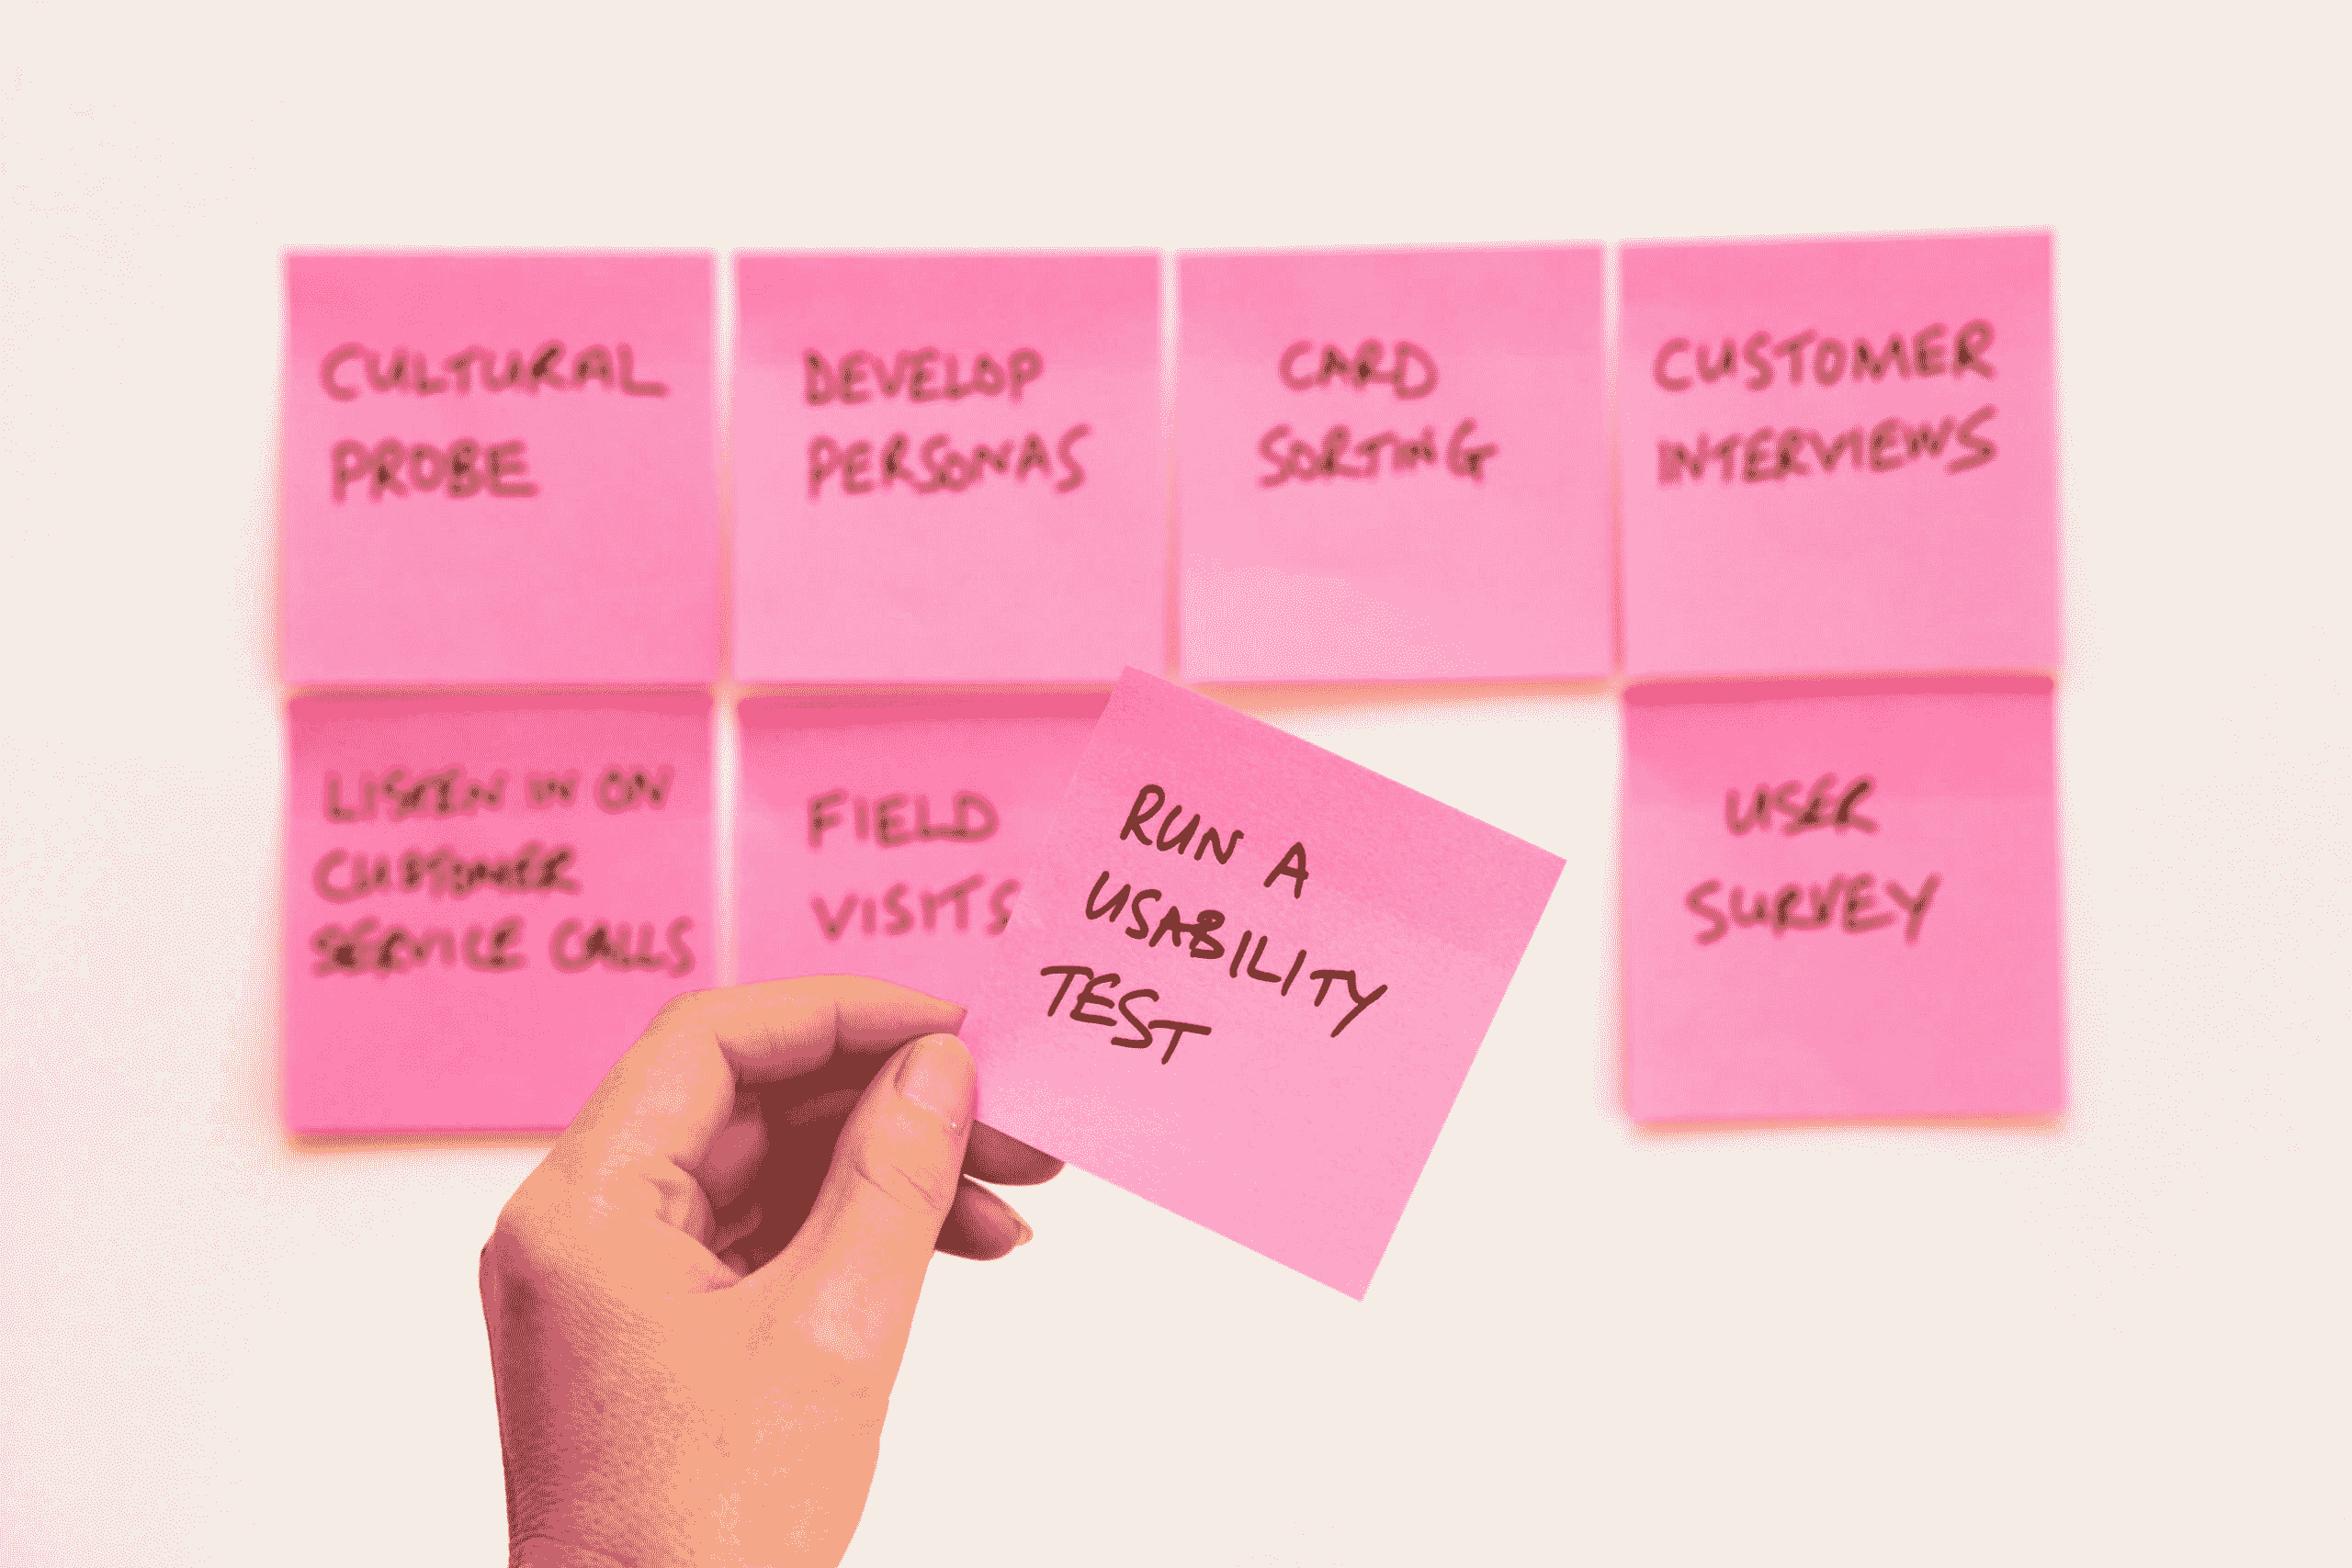 CULTURAL
PROBE
DEVELOP
PERSONAS
CARD
SORTING
CUSTOMER
INTERVIEWS
LISTEN IN ON
CUSTOMER
SERVICE CALLS
FIELD
VISITS
RUN A
USABILITY
TEST
USER
SURVEY